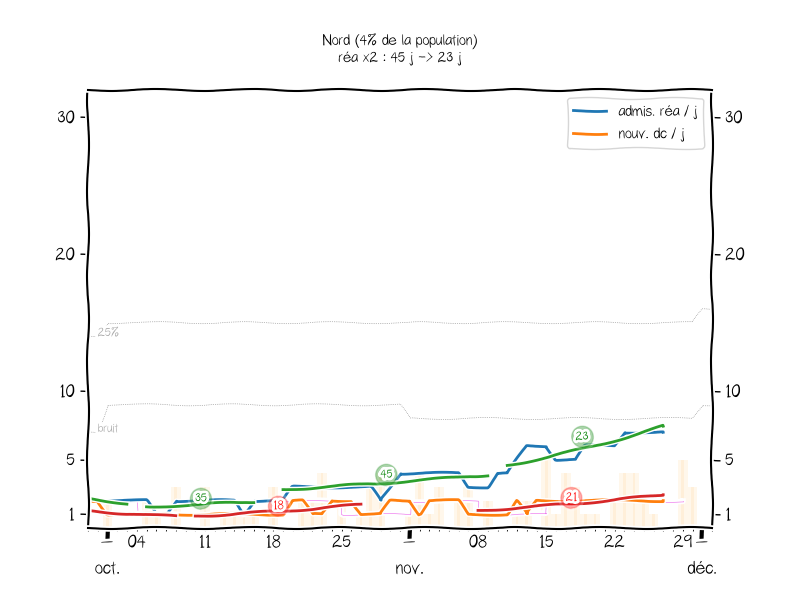 Nord (4% de la population)
réa x2 : 45 j -> 23 j
admis. réa / j
nouv. dc / j
30 30
20 20
25%
10 10
bruit
5 5
1 1
35 18 45 23 21
04 11 18 25 08 15 22 29
oct. nov. déc.